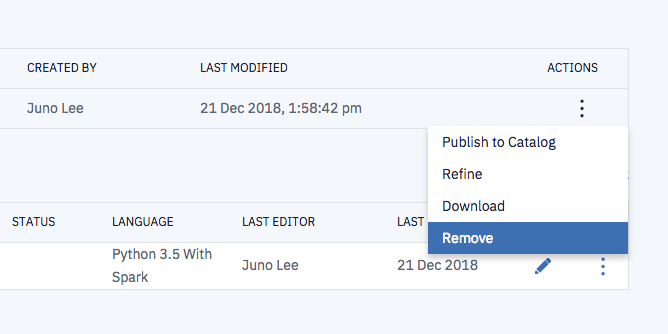 CREATED BY LAST MODIFIED ACTIONS
Juno Lee 21 Dec 2018, 1:58:42 pm
Publish to Catalog
Refine
Download
Remove
STATUS LANGUAGE LAST EDITOR LAST
Python 3.5 With
Spark
Juno Lee 21 Dec 2018